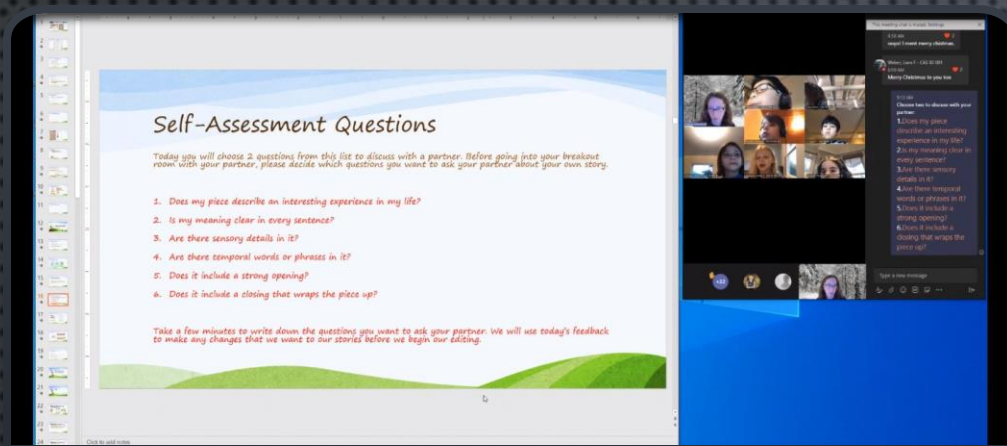 Self-Assessment Questions
Today you will choose 2 questions from this list to discuss with a partner. Before going into your breakout
room with your partner, please decide which questions you want to ask your partner about your own story.
1. Does my piece describe an interesting experience in my life?
2. Is my meaning clear in every sentence?
3. Are there sensory details in it?
4. Are there temporal words or phrases in it?
5. Does it include a strong opening?
6. Does it include a closing that wraps the piece up?
Take a few minutes to write down the questions you want to ask your partner. We will use today's feedback
to make any changes that we want to our stories before we begin our editing.
Click to add notes
+22
oops! I meant merry christmas.
Merry Christmas to you too
Choose two to discuss with your
partner:
1.Does my piece
describe an interesting
experience in my life?
2.Is my meaning clear in
every sentence?
3.Are there sensory
details in it?
4.Are there temporal
words or phrases in it?
5.Does it include a
strong opening?
6.Does it include a
closing that wraps the
piece up?
Type a new message